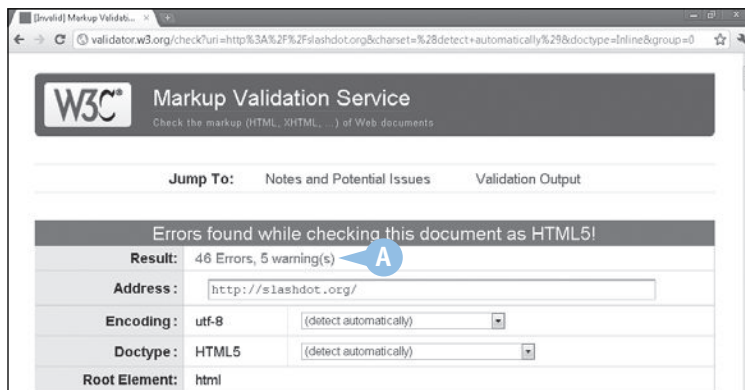 [Invalid] Markup Validati...
validator.w3.org/check?uri=http%3A%2F%2Fslashdot.org&charset=%28detect+automatically%29&doctype=Inline&group=0
W3C®
Markup Validation Service
Check the markup (HTML, XHTML, ...) of Web documents
Jump To: Notes and Potential Issues Validation Output
Errors found while checking this document as HTML5!
Result: 46 Errors, 5 warning(s) A
Address: http://slashdot.org/
Encoding: utf-8 (detect automatically)
Doctype: HTML5 (detect automatically)
Root Element: html